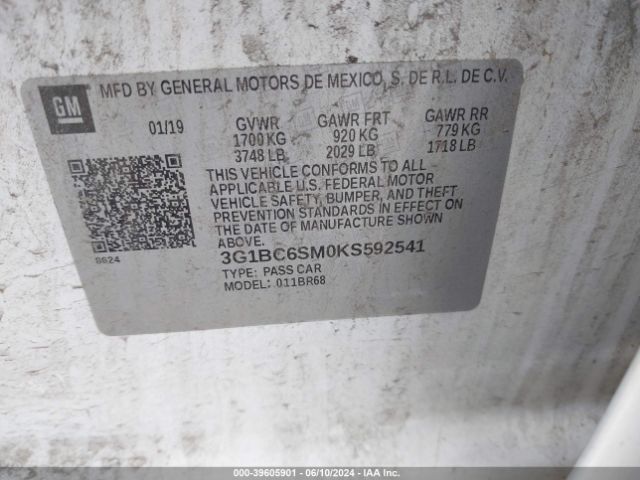 MFD BY GENERAL MOTORS DE MEXICO, S. DE R.L. DE C.V.
GM
01/19 GVWR GAWR FRT GAWR RR
1700 KG 920 KG 779 KG
3748 LB 2029 LB 1718 LB
THIS VEHICLE CONFORMS TO ALL
APPLICABLE U.S. FEDERAL MOTOR
VEHICLE SAFETY, BUMPER, AND THEFT
PREVENTION STANDARDS IN EFFECT ON
THE DATE OF MANUFACTURE SHOWN
ABOVE.
8624
3G1BC6SM0KS592541
TYPE: PASS CAR
MODEL: 011BR68
000-39605901 - 06/10/2024 - IAA Inc.